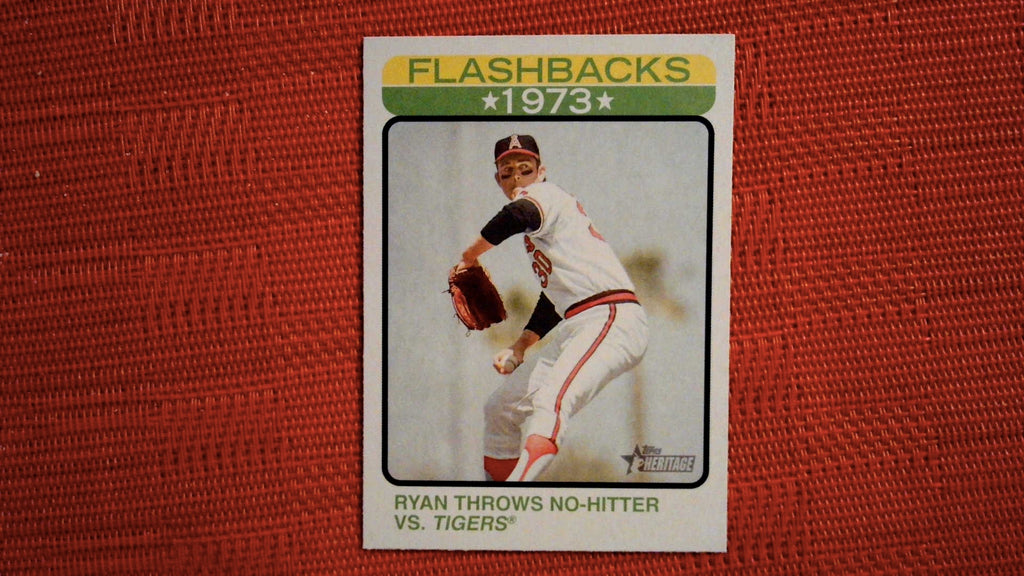 FLASHBACKS
★1973★
A
30
Topps
HERITAGE
RYAN THROWS NO-HITTER
VS. TIGERS®